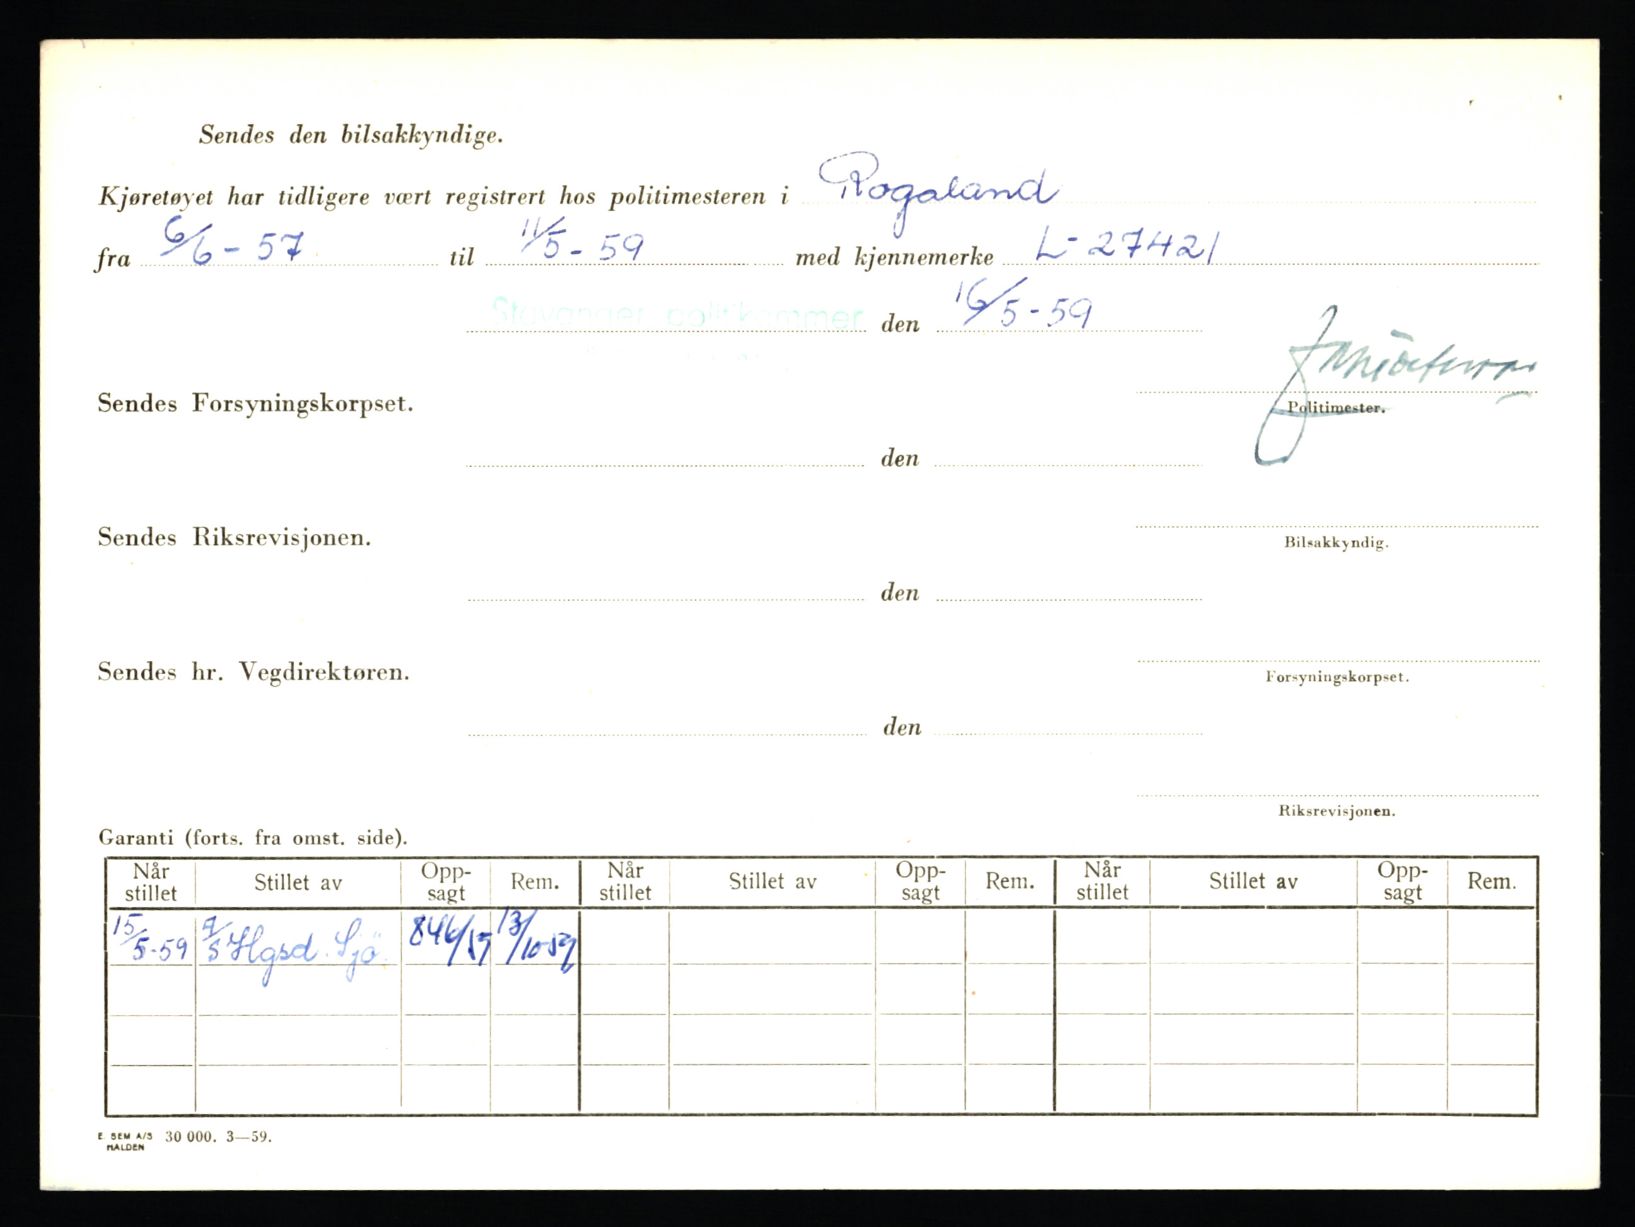 Sendes den bilsakkyndige.
Kjøretøyet har tidligere vært registrert hos politimesteren i Rogaland
fra 6/6-57 til 11/5-59 med kjennemerke L-27421
Stavanger politikammer den 16/5-59
Sendes Forsyningskorpset.
Politimester.
den
Sendes Riksrevisjonen.
Bilsakkyndig.
den
Sendes hr. Vegdirektøren.
Forsyningskorpset.
den
Riksrevisjonen.
Garanti (forts. fra omst. side).
Når stillet Stillet av Opp-sagt Rem. Når stillet Stillet av Opp-sagt Rem. Når stillet Stillet av Opp-sagt Rem.
15/5-59 A/S Hgsd. Sjö. 846/59 13/10-59
E. SEM A/S HALDEN 30 000. 3—59.